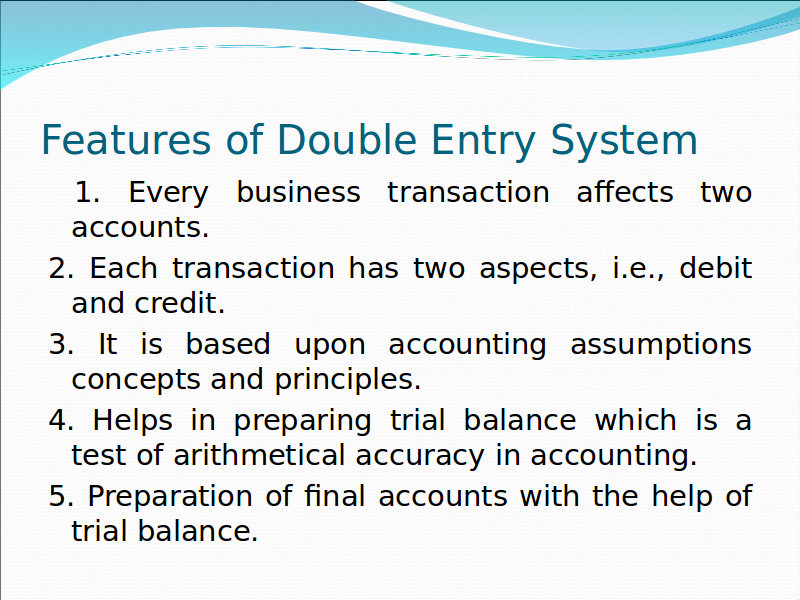 Features of Double Entry System
1. Every business transaction affects two
accounts.
2. Each transaction has two aspects, i.e., debit
and credit.
3. It is based upon accounting assumptions
concepts and principles.
4. Helps in preparing trial balance which is a
test of arithmetical accuracy in accounting.
5. Preparation of final accounts with the help of
trial balance.